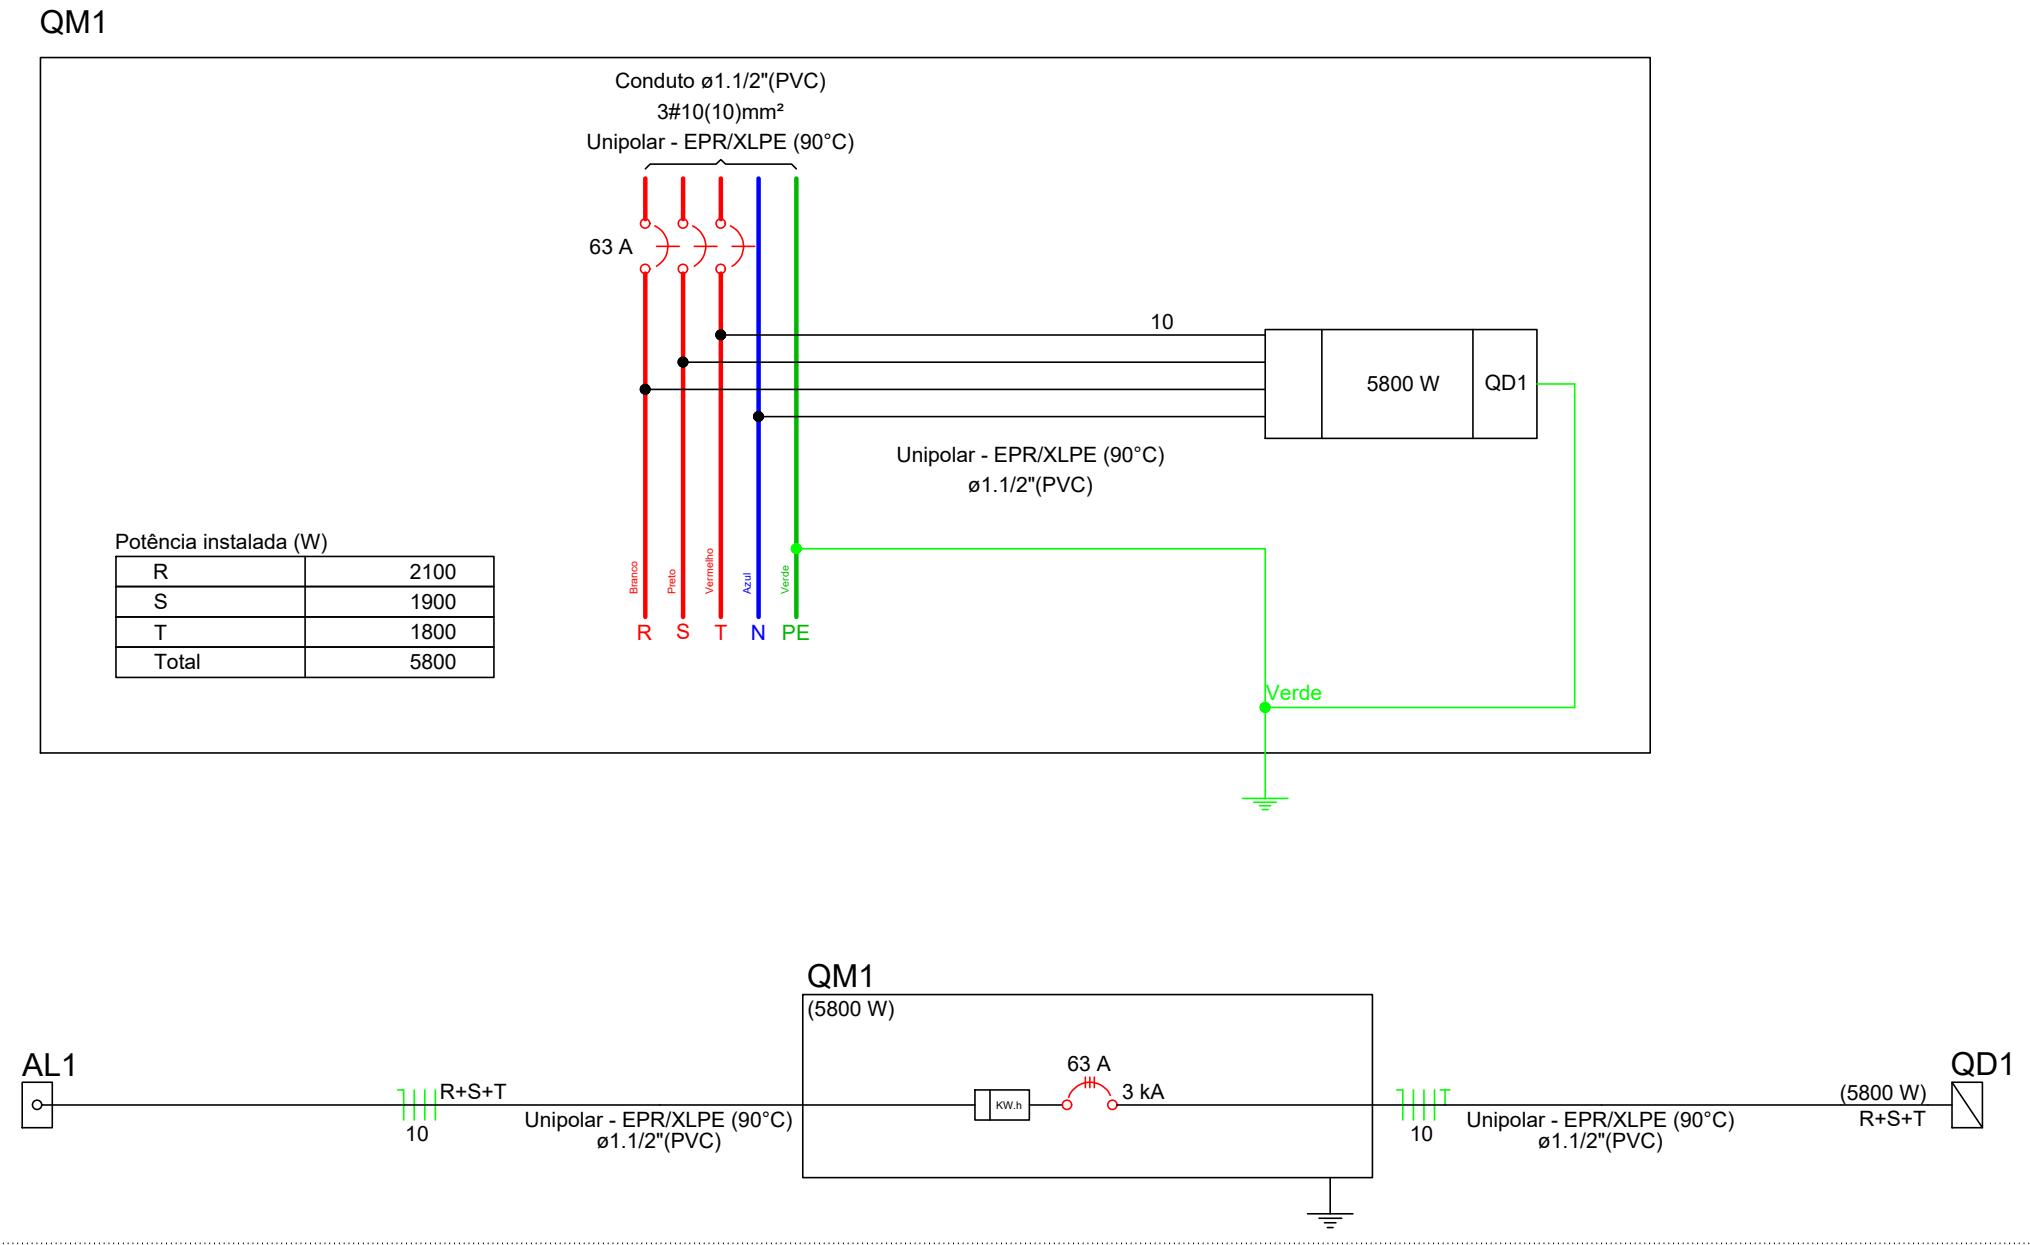 QM1
Conduto ø1.1/2"(PVC)
3#10(10)mm²
Unipolar - EPR/XLPE (90°C)
63 A
10
5800 W
QD1
Unipolar - EPR/XLPE (90°C)
ø1.1/2"(PVC)
Potência instalada (W)
R 2100
S 1900
T 1800
Total 5800
Branco
Preto
Vermelho
Azul
Verde
R S T N PE
Verde
QM1
(5800 W)
AL1
R+S+T
10
Unipolar - EPR/XLPE (90°C)
ø1.1/2"(PVC)
KW.h
63 A
3 kA
10
Unipolar - EPR/XLPE (90°C)
ø1.1/2"(PVC)
(5800 W)
R+S+T
QD1